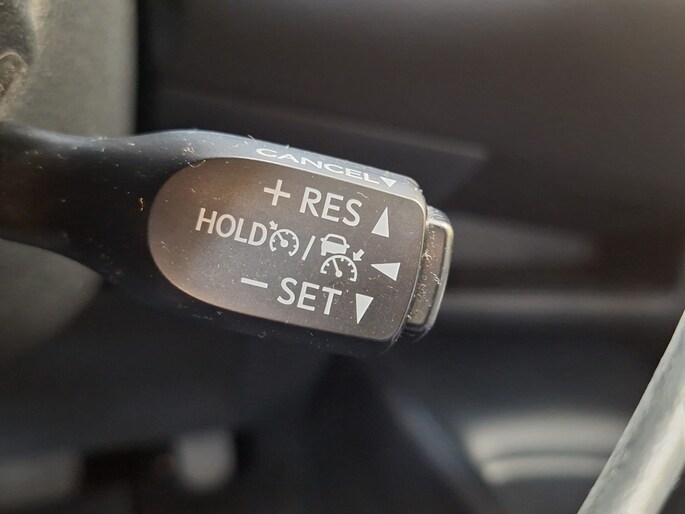 CANCEL▼
+ RES ▲
HOLD / ◀
− SET ▼